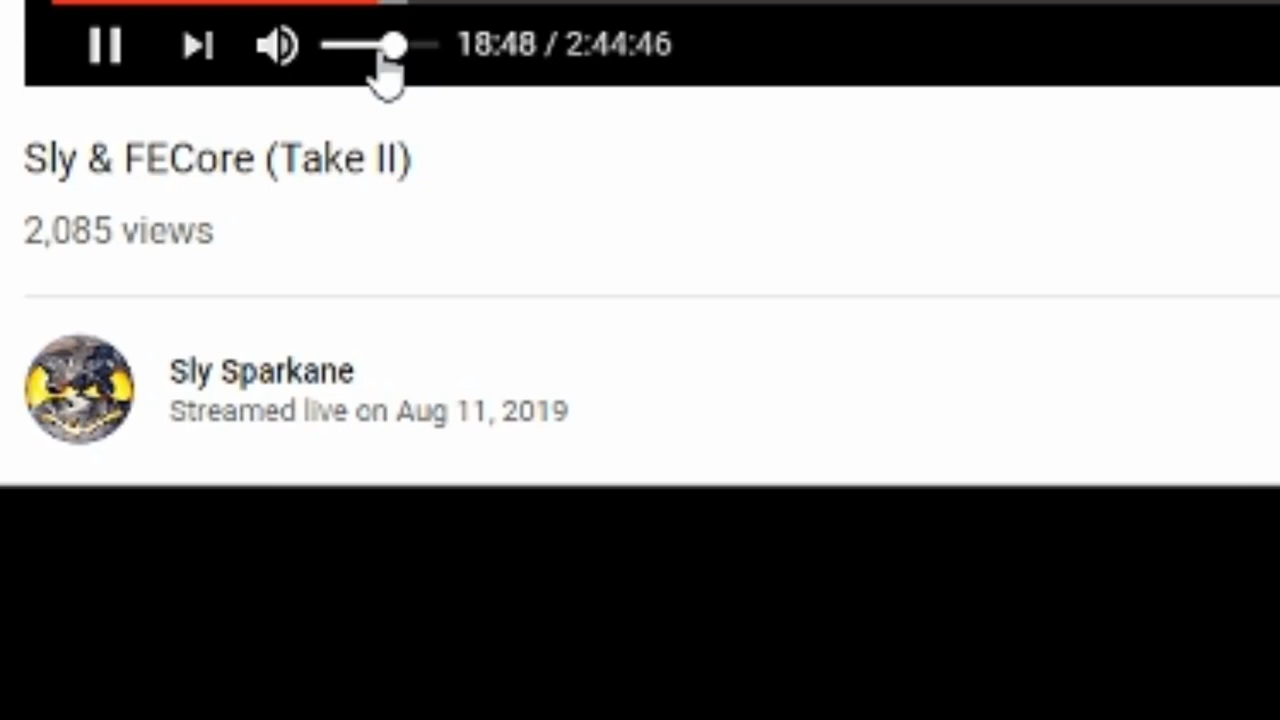 18:48 / 2:44:46
Sly & FECore (Take II)
2,085 views
Sly Sparkane
Streamed live on Aug 11, 2019